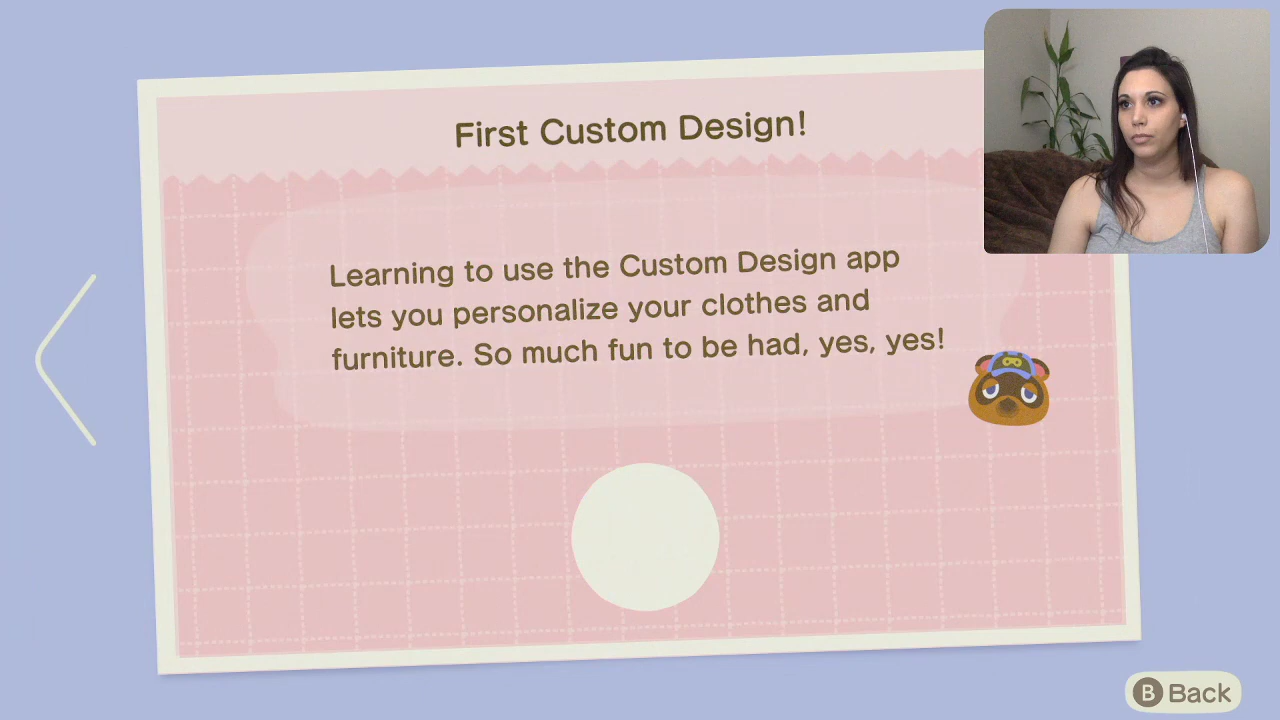 First Custom Design!
Learning to use the Custom Design app
lets you personalize your clothes and
furniture. So much fun to be had, yes, yes!
B Back